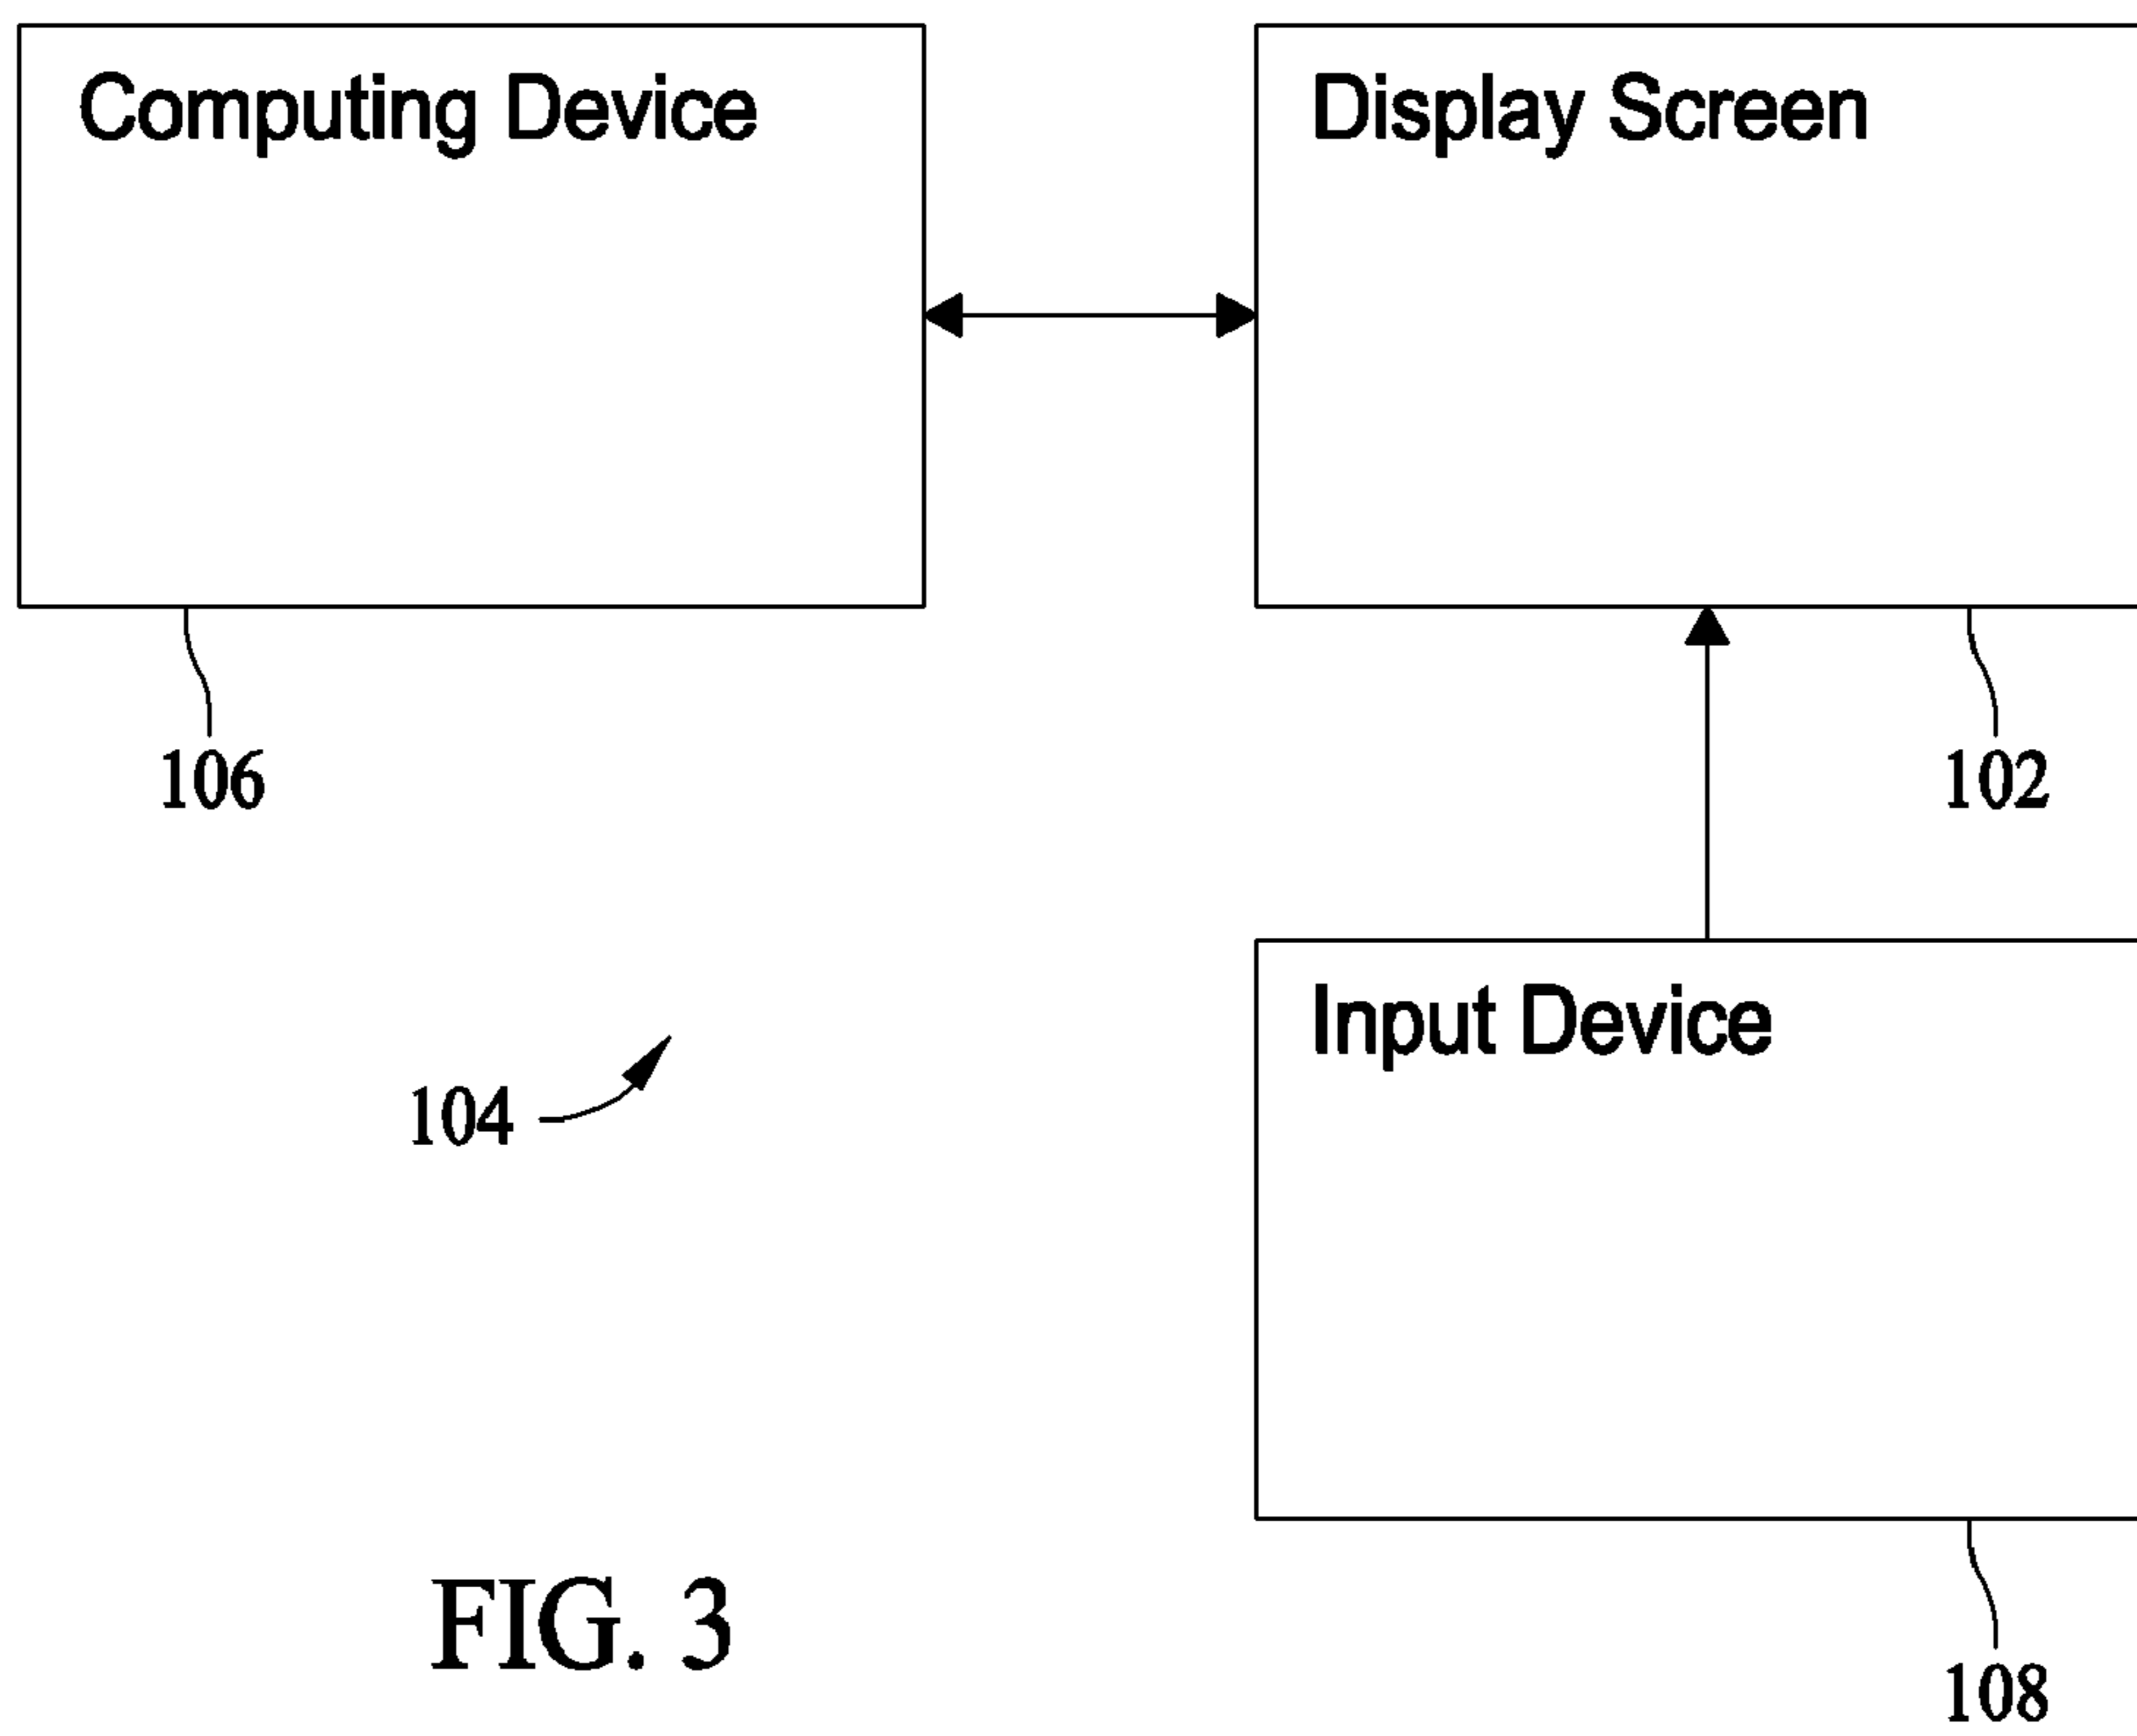 Computing Device
Display Screen
106
102
Input Device
104
FIG. 3
108